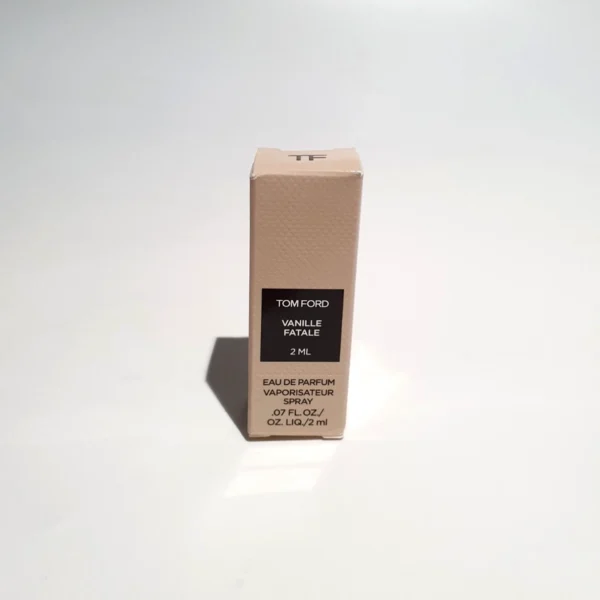 TF
TOM FORD
VANILLE
FATALE
2 ML
EAU DE PARFUM
VAPORISATEUR
SPRAY
.07 FL.OZ./
OZ. LIQ./2 ml